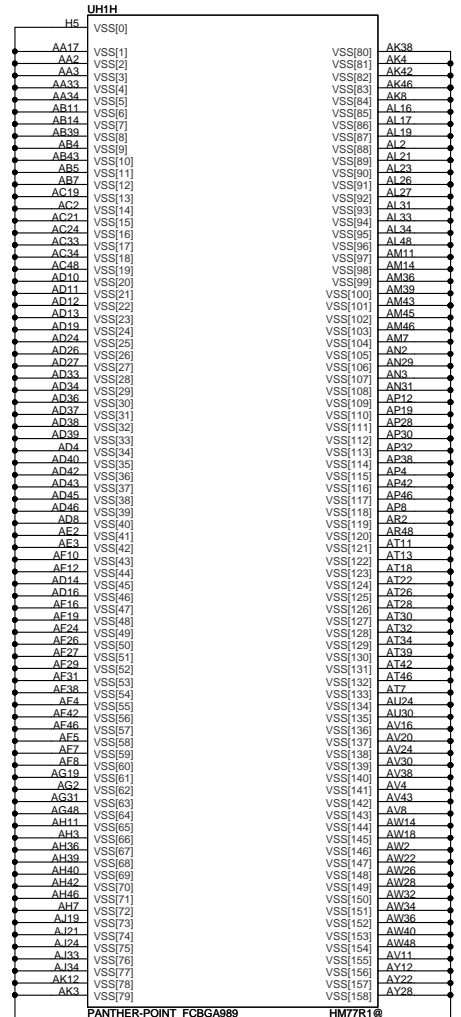 UH1H
H5 VSS[0]
AA17 VSS[1]
AA2 VSS[2]
AA3 VSS[3]
AA33 VSS[4]
AA34 VSS[5]
AB11 VSS[6]
AB14 VSS[7]
AB39 VSS[8]
AB4 VSS[9]
AB43 VSS[10]
AB5 VSS[11]
AB7 VSS[12]
AC19 VSS[13]
AC2 VSS[14]
AC21 VSS[15]
AC24 VSS[16]
AC33 VSS[17]
AC34 VSS[18]
AC48 VSS[19]
AD10 VSS[20]
AD11 VSS[21]
AD12 VSS[22]
AD13 VSS[23]
AD19 VSS[24]
AD24 VSS[25]
AD26 VSS[26]
AD27 VSS[27]
AD33 VSS[28]
AD34 VSS[29]
AD36 VSS[30]
AD37 VSS[31]
AD38 VSS[32]
AD39 VSS[33]
AD4 VSS[34]
AD40 VSS[35]
AD42 VSS[36]
AD43 VSS[37]
AD45 VSS[38]
AD46 VSS[39]
AD8 VSS[40]
AE2 VSS[41]
AE3 VSS[42]
AF10 VSS[43]
AF12 VSS[44]
AD14 VSS[45]
AD16 VSS[46]
AF16 VSS[47]
AF19 VSS[48]
AF24 VSS[49]
AF26 VSS[50]
AF27 VSS[51]
AF29 VSS[52]
AF31 VSS[53]
AF38 VSS[54]
AF4 VSS[55]
AF42 VSS[56]
AF46 VSS[57]
AF5 VSS[58]
AF7 VSS[59]
AF8 VSS[60]
AG19 VSS[61]
AG2 VSS[62]
AG31 VSS[63]
AG48 VSS[64]
AH11 VSS[65]
AH3 VSS[66]
AH36 VSS[67]
AH39 VSS[68]
AH40 VSS[69]
AH42 VSS[70]
AH46 VSS[71]
AH7 VSS[72]
AJ19 VSS[73]
AJ21 VSS[74]
AJ24 VSS[75]
AJ33 VSS[76]
AJ34 VSS[77]
AK12 VSS[78]
AK3 VSS[79]
VSS[80] AK38
VSS[81] AK4
VSS[82] AK42
VSS[83] AK46
VSS[84] AK8
VSS[85] AL16
VSS[86] AL17
VSS[87] AL19
VSS[88] AL2
VSS[89] AL21
VSS[90] AL23
VSS[91] AL26
VSS[92] AL27
VSS[93] AL31
VSS[94] AL33
VSS[95] AL34
VSS[96] AL48
VSS[97] AM11
VSS[98] AM14
VSS[99] AM36
VSS[100] AM39
VSS[101] AM43
VSS[102] AM45
VSS[103] AM46
VSS[104] AM7
VSS[105] AN2
VSS[106] AN29
VSS[107] AN3
VSS[108] AN31
VSS[109] AP12
VSS[110] AP19
VSS[111] AP28
VSS[112] AP30
VSS[113] AP32
VSS[114] AP38
VSS[115] AP4
VSS[116] AP42
VSS[117] AP46
VSS[118] AP8
VSS[119] AR2
VSS[120] AR48
VSS[121] AT11
VSS[122] AT13
VSS[123] AT18
VSS[124] AT22
VSS[125] AT26
VSS[126] AT28
VSS[127] AT30
VSS[128] AT32
VSS[129] AT34
VSS[130] AT39
VSS[131] AT42
VSS[132] AT46
VSS[133] AT7
VSS[134] AU24
VSS[135] AU30
VSS[136] AV16
VSS[137] AV20
VSS[138] AV24
VSS[139] AV30
VSS[140] AV38
VSS[141] AV4
VSS[142] AV43
VSS[143] AV8
VSS[144] AW14
VSS[145] AW18
VSS[146] AW2
VSS[147] AW22
VSS[148] AW26
VSS[149] AW28
VSS[150] AW32
VSS[151] AW34
VSS[152] AW36
VSS[153] AW40
VSS[154] AW48
VSS[155] AV11
VSS[156] AY12
VSS[157] AY22
VSS[158] AY28
PANTHER-POINT_FCBGA989 HM77R1@